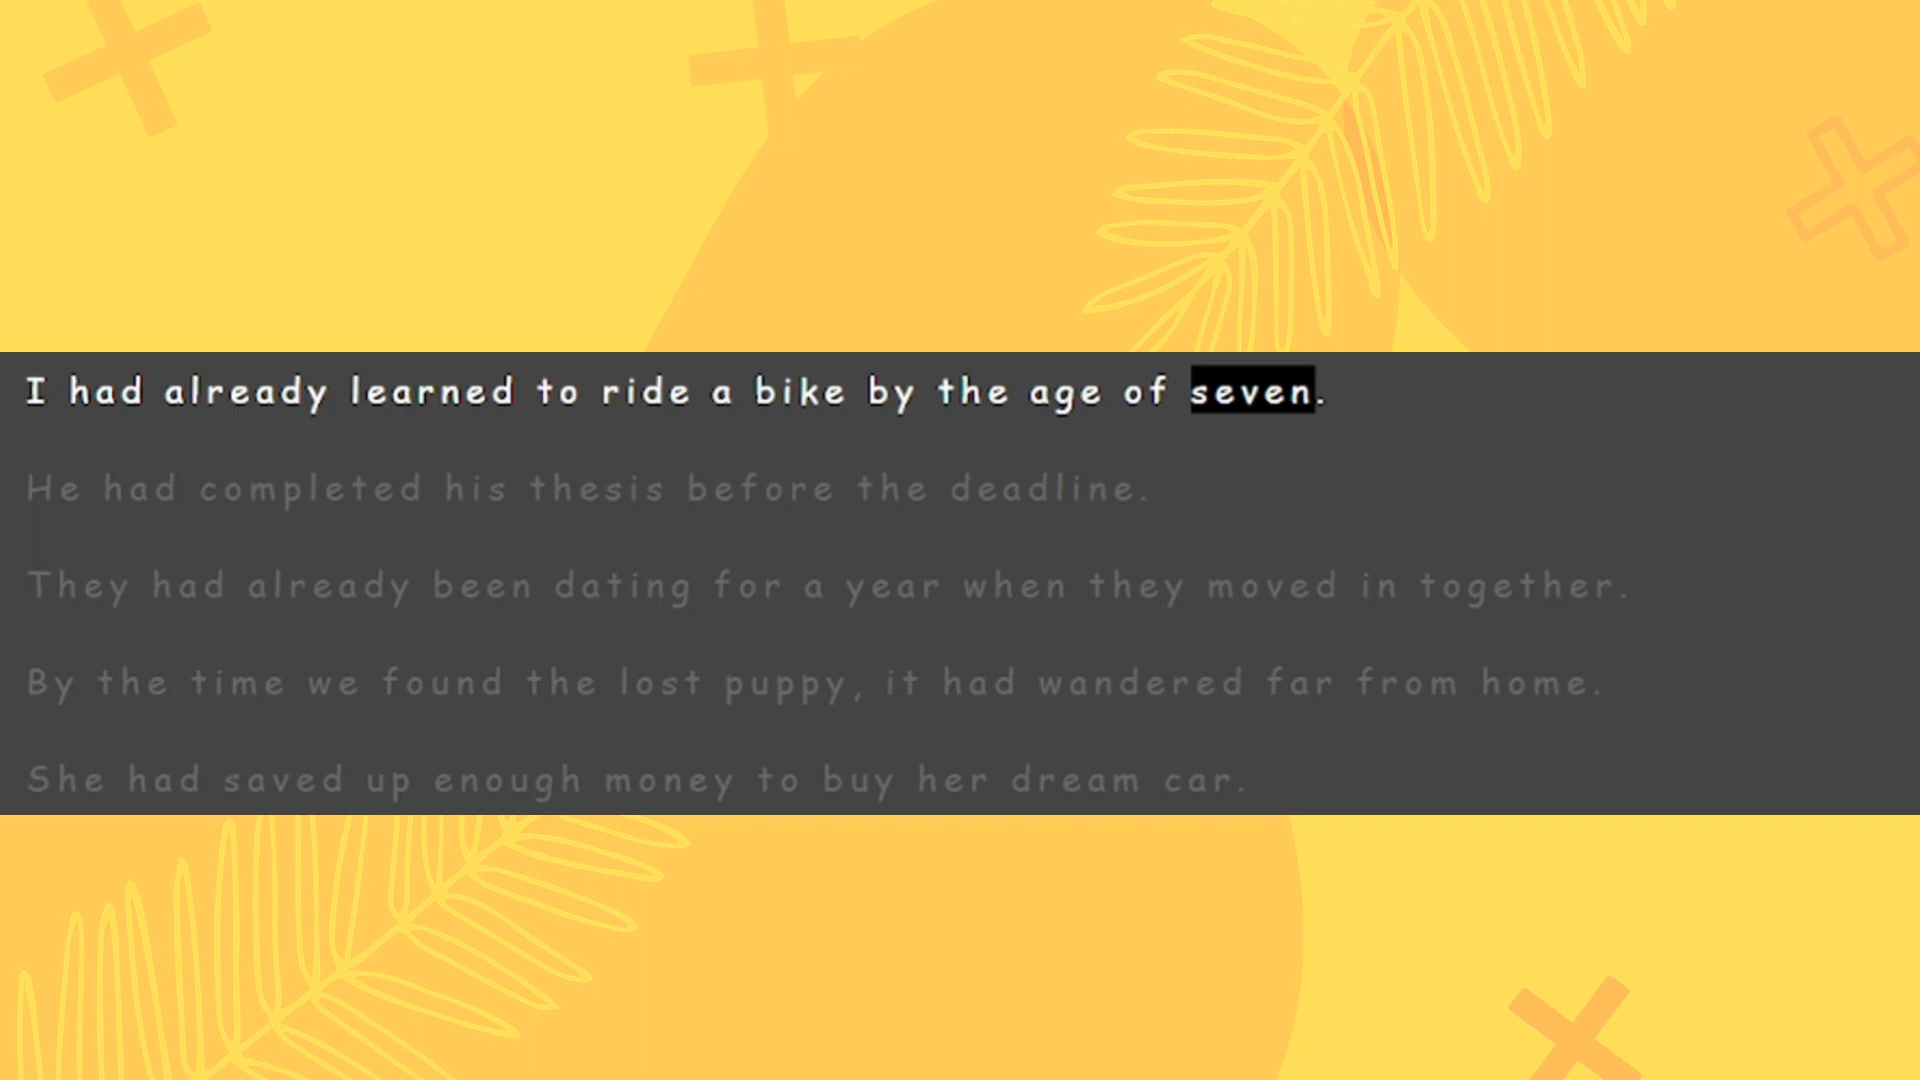 I had already learned to ride a bike by the age of seven.
He had completed his thesis before the deadline.
They had already been dating for a year when they moved in together.
By the time we found the lost puppy, it had wandered far from home.
She had saved up enough money to buy her dream car.